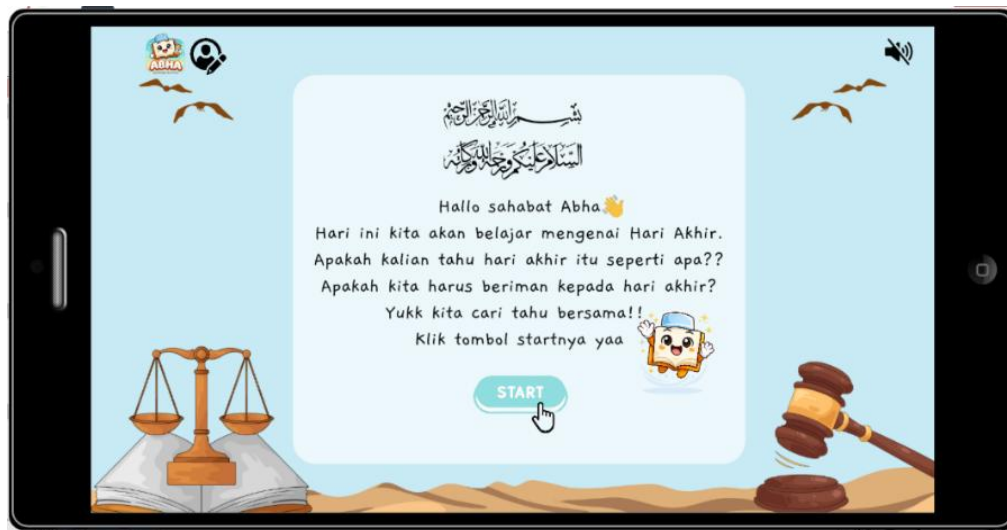 ABHA
بِسْمِ اللَّهِ الرَّحْمَنِ الرَّحِيْمِ
السَّلَامُ عَلَيْكُمْ وَرَحْمَةُ اللَّهِ وَبَرَكَاتُهُ
Hallo sahabat Abha👋
Hari ini kita akan belajar mengenai Hari Akhir.
Apakah kalian tahu hari akhir itu seperti apa??
Apakah kita harus beriman kepada hari akhir?
Yukk kita cari tahu bersama!!
Klik tombol startnya yaa
START